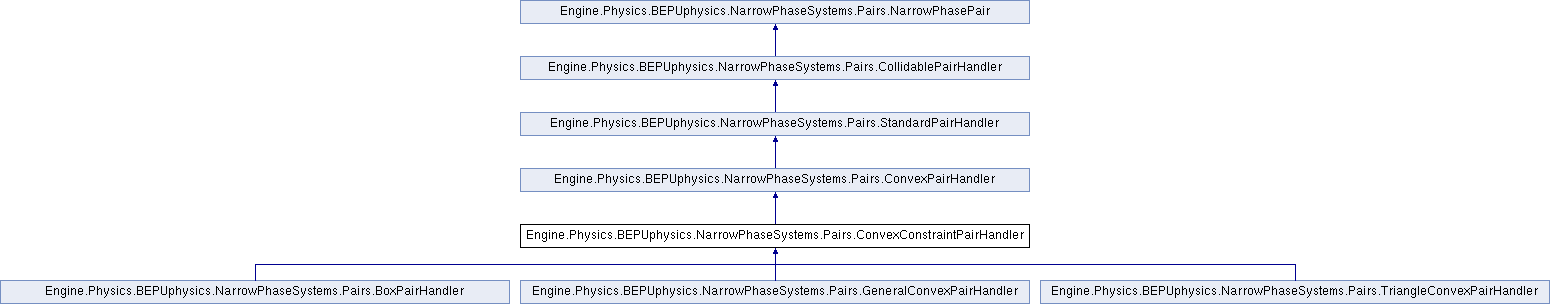 Engine.Physics.BEPUphysics.NarrowPhaseSystems.Pairs.NarrowPhasePair
Engine.Physics.BEPUphysics.NarrowPhaseSystems.Pairs.CollidablePairHandler
Engine.Physics.BEPUphysics.NarrowPhaseSystems.Pairs.StandardPairHandler
Engine.Physics.BEPUphysics.NarrowPhaseSystems.Pairs.ConvexPairHandler
Engine.Physics.BEPUphysics.NarrowPhaseSystems.Pairs.ConvexConstraintPairHandler
Engine.Physics.BEPUphysics.NarrowPhaseSystems.Pairs.BoxPairHandler
Engine.Physics.BEPUphysics.NarrowPhaseSystems.Pairs.GeneralConvexPairHandler
Engine.Physics.BEPUphysics.NarrowPhaseSystems.Pairs.TriangleConvexPairHandler